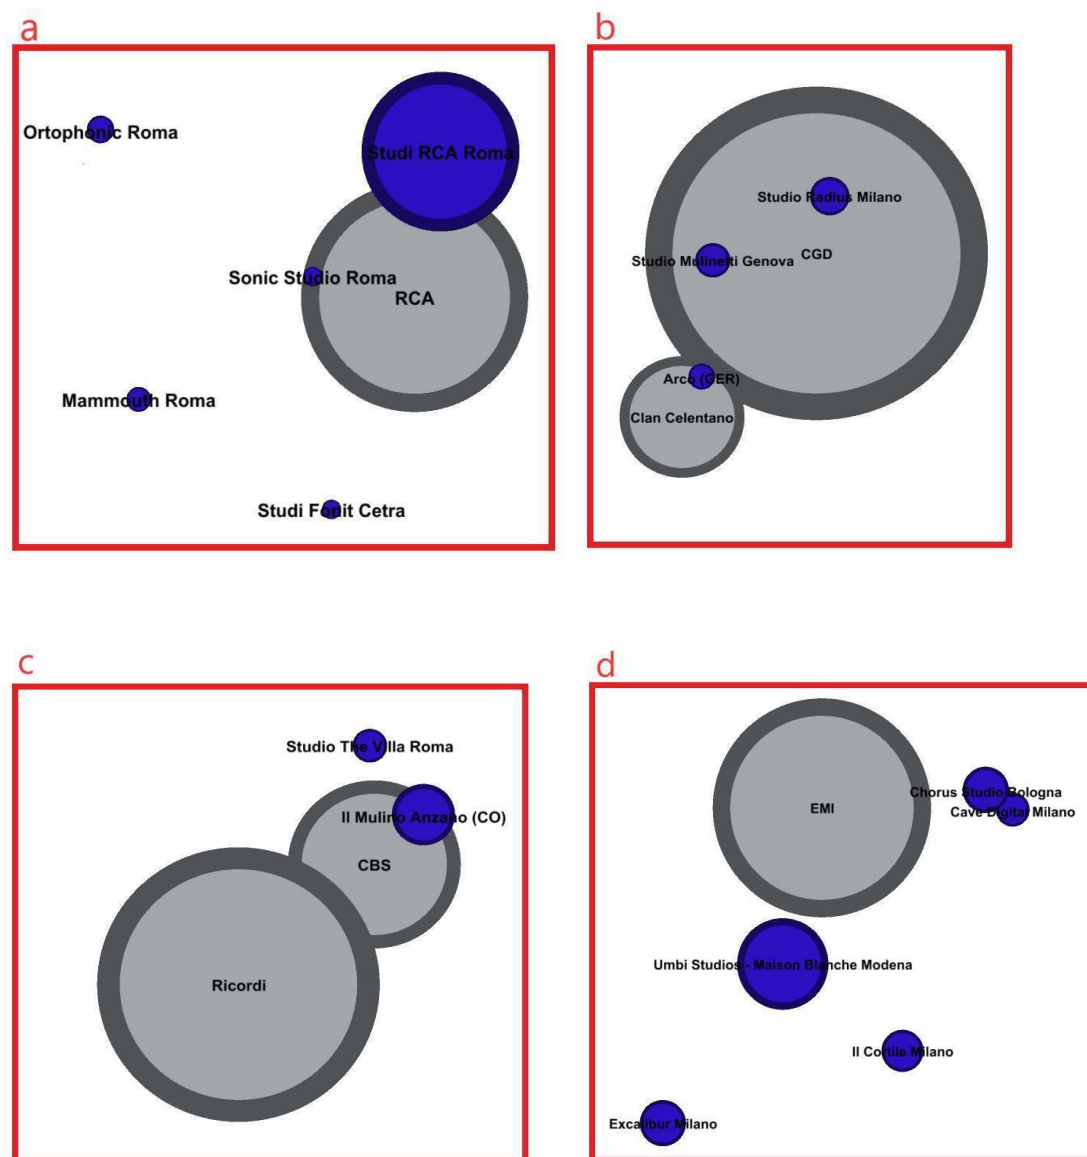 a
Ortophonic Roma
Studi RCA Roma
Sonic Studio Roma
RCA
Mammouth Roma
Studi Fonit Cetra
b
Studio Radius Milano
CGD
Studio Mulinetti Genova
Arco (GER)
Clan Celentano
c
Studio The Villa Roma
Il Mulino Anzano (CO)
CBS
Ricordi
d
EMI
Chorus Studio Bologna
Cave Digital Milano
Umbi Studios - Maison Blanche Modena
Il Cortile Milano
Excalibur Milano